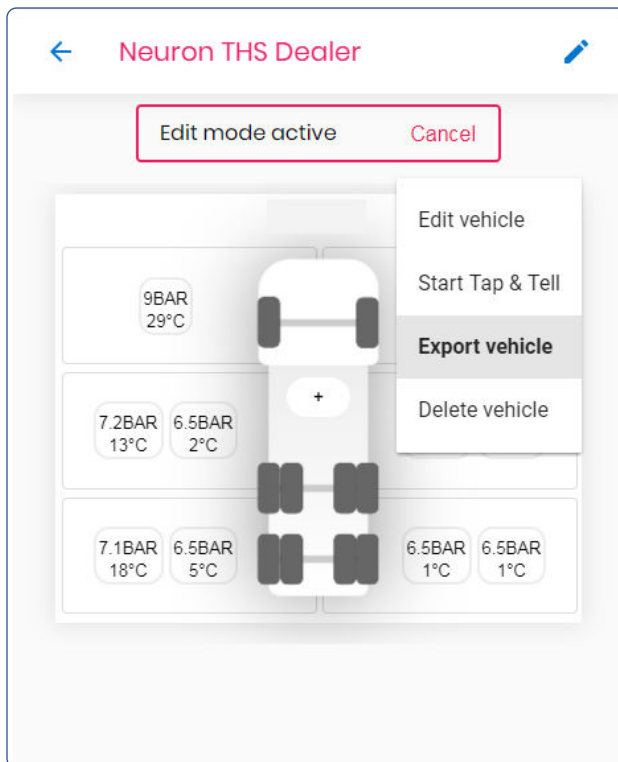 Neuron THS Dealer
Edit mode active Cancel
Edit vehicle
Start Tap & Tell
Export vehicle
Delete vehicle
9BAR
29°C
+
7.2BAR 6.5BAR
13°C 2°C
7.1BAR 6.5BAR 6.5BAR 6.5BAR
18°C 5°C 1°C 1°C